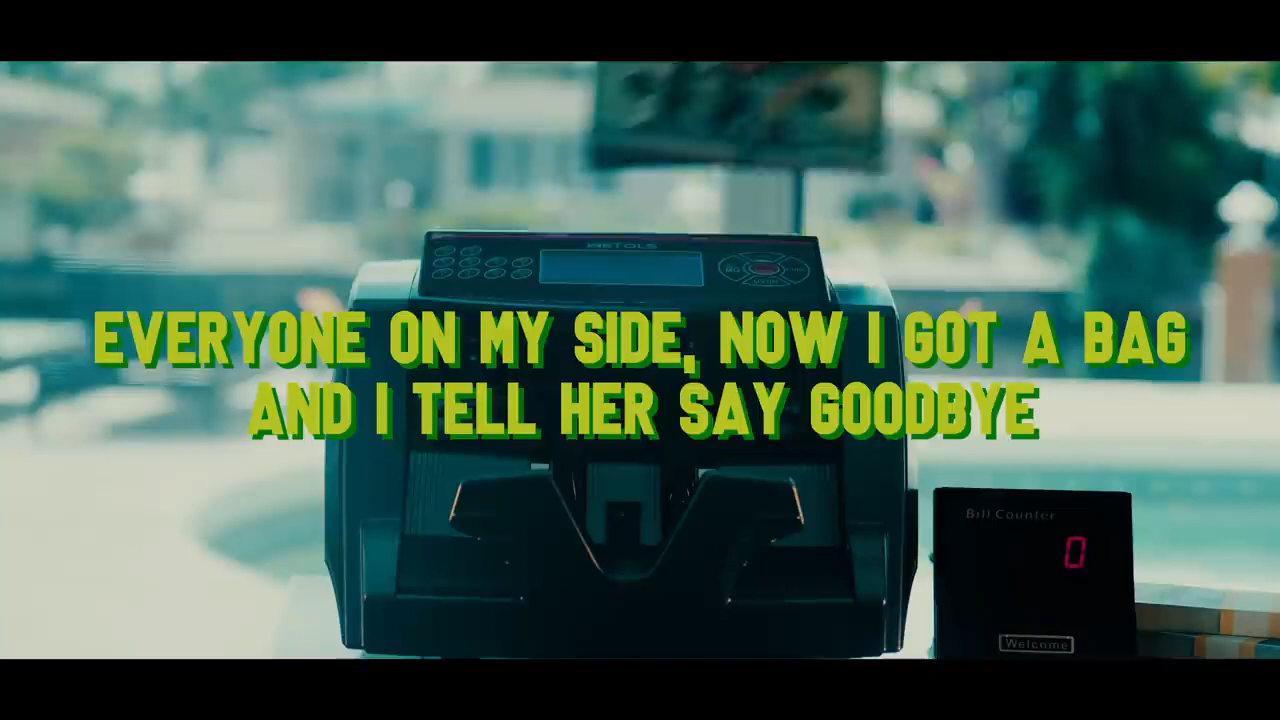 EVERYONE ON MY SIDE, NOW I GOT A BAG
AND I TELL HER SAY GOODBYE
Bill Counter
0
Welcome